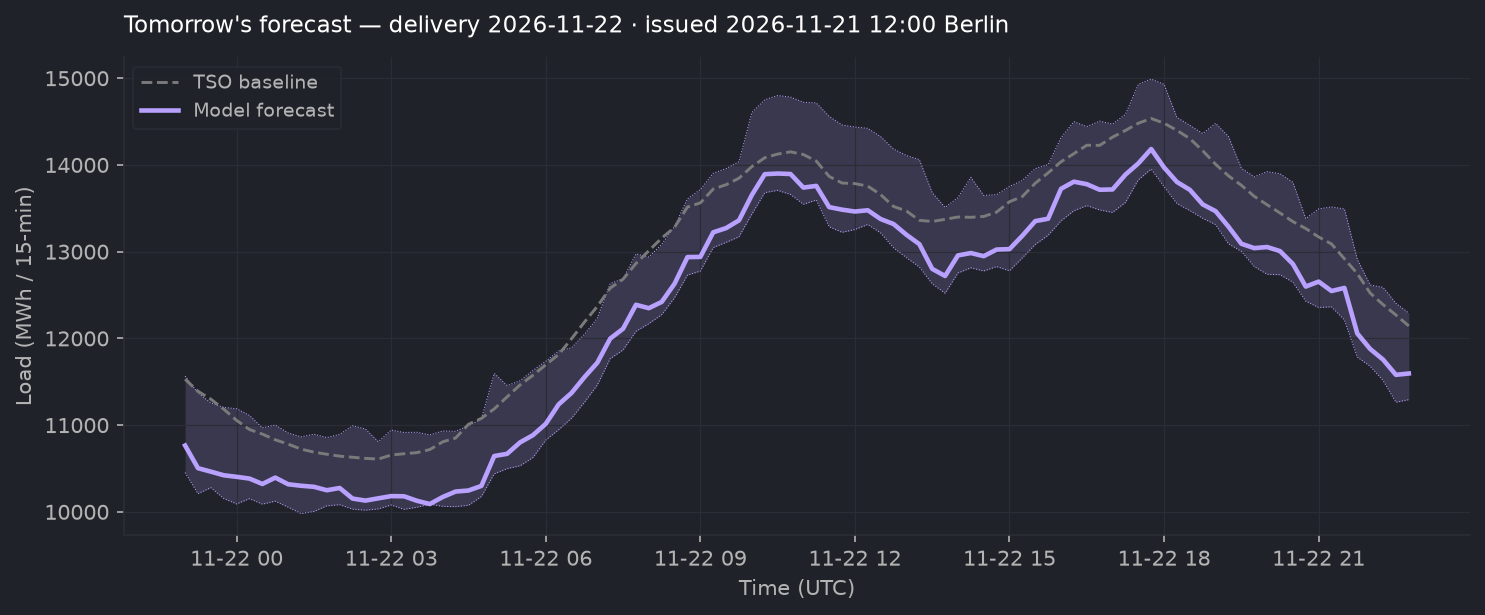 Tomorrow's forecast — delivery 2026-11-22 · issued 2026-11-21 12:00 Berlin
TSO baseline
Model forecast
Load (MWh / 15-min)
15000
14000
13000
12000
11000
10000
11-22 00
11-22 03
11-22 06
11-22 09
11-22 12
11-22 15
11-22 18
11-22 21
Time (UTC)